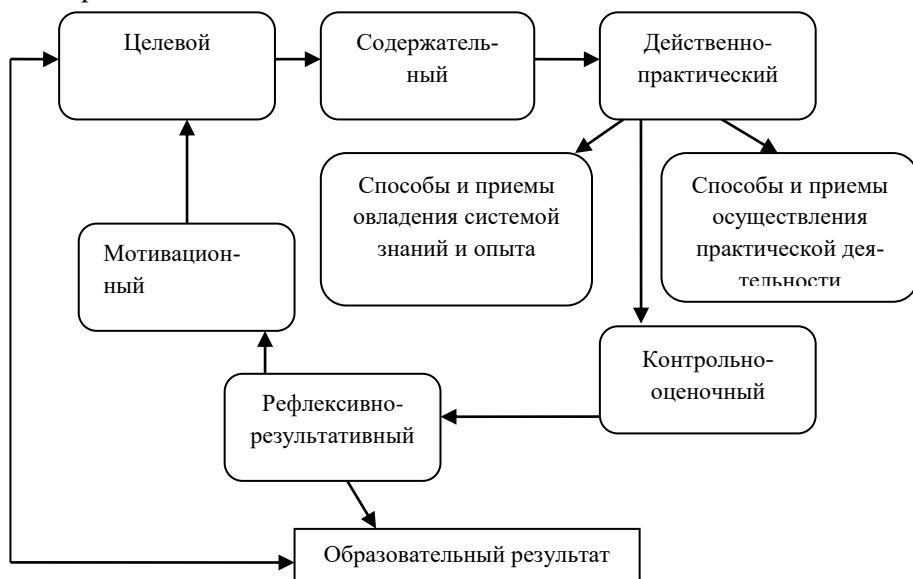 Целевой
Содержатель-
ный
Действенно-
практический
Способы и приемы
овладения системой
знаний и опыта
Способы и приемы
осуществления
практической дея-
тельности
Мотивацион-
ный
Контрольно-
оценочный
Рефлексивно-
результативный
Образовательный результат